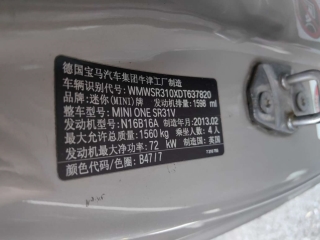 德国宝马汽车集团牛津工厂制造
车辆识别代号: WMWSR310XDT637820
品牌: 迷你(MINI)牌 发动机排量: 1598 ml
整车型号: MINI ONE SR31V
发动机型号: N16B16A 制造年月: 2013.02
最大允许总质量: 1560 kg 乘坐人数: 4 人
发动机最大净功率: 72 kW 制造国: 英国
颜色代码/色圈: B47 / 7